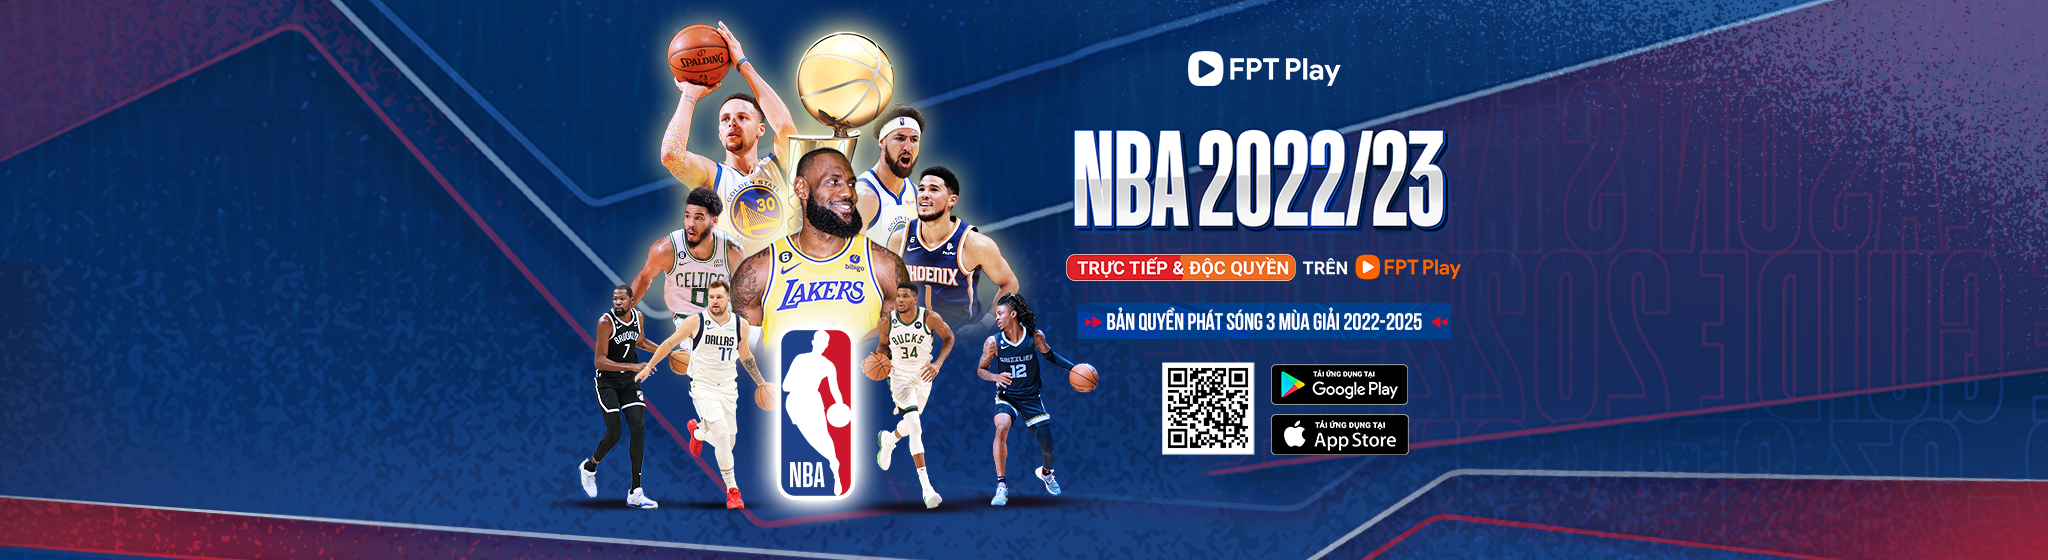 FPT Play
NBA 2022/23
TRỰC TIẾP & ĐỘC QUYỀN TRÊN FPT Play
BẢN QUYỀN PHÁT SÓNG 3 MÙA GIẢI 2022-2025
TẢI ỨNG DỤNG TẠI
Google Play
TẢI ỨNG DỤNG TẠI
App Store
SPALDING
GOLDEN STATE
30
CELTICS
0
6
bibigo
LAKERS
PHOENIX
1
BROOKLYN
7
DALLAS
77
BUCKS
34
GRIZZLIES
12
NBA